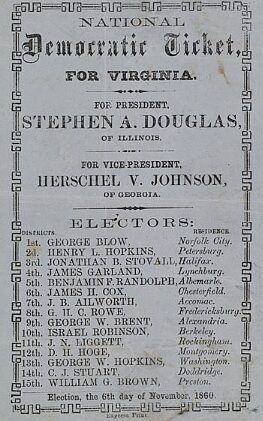 NATIONAL
Democratic Ticket,
FOR VIRGINIA.
FOR PRESIDENT,
STEPHEN A. DOUGLAS,
OF ILLINOIS.
FOR VICE-PRESIDENT,
HERSCHEL V. JOHNSON,
OF GEORGIA.
ELECTORS:
DISTRICTS. RESIDENCE.
1st. GEORGE BLOW, Norfolk City.
2d. HENRY L. HOPKINS, Petersburg.
3rd. JONATHAN B. STOVALL, Halifax.
4th. JAMES GARLAND, Lynchburg.
5th. BENJAMIN F. RANDOLPH, Albemarle.
6th. JAMES H. COX, Chesterfield.
7th. J. B. AILWORTH, Accomac.
8th. G. H. C. ROWE, Fredericksburg.
9th. GEORGE W. BRENT, Alexandria.
10th. ISRAEL ROBINSON, Berkeley.
11th. J. N. LIGGETT, Rockingham.
12th. D. H. HOGE, Montgomery.
13th. GEORGE W. HOPKINS, Washington.
14th. C. J. STUART, Doddridge.
15th. WILLIAM G. BROWN, Preston.
Election, the 6th day of November, 1860.
Express Print